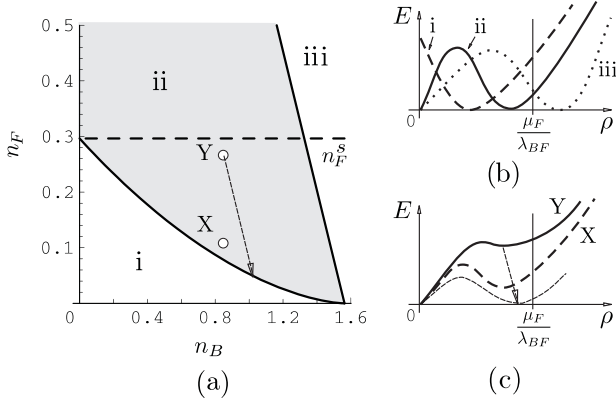 0.5
0.4
0.3
0.2
0.1
0
0.4
0.8
1.2
1.6
n_F
n_B
ii
iii
i
Y
X
n_F^s
(a)
E
i
ii
iii
0
μ_F
λ_BF
ρ
(b)
E
Y
X
0
μ_F
λ_BF
ρ
(c)